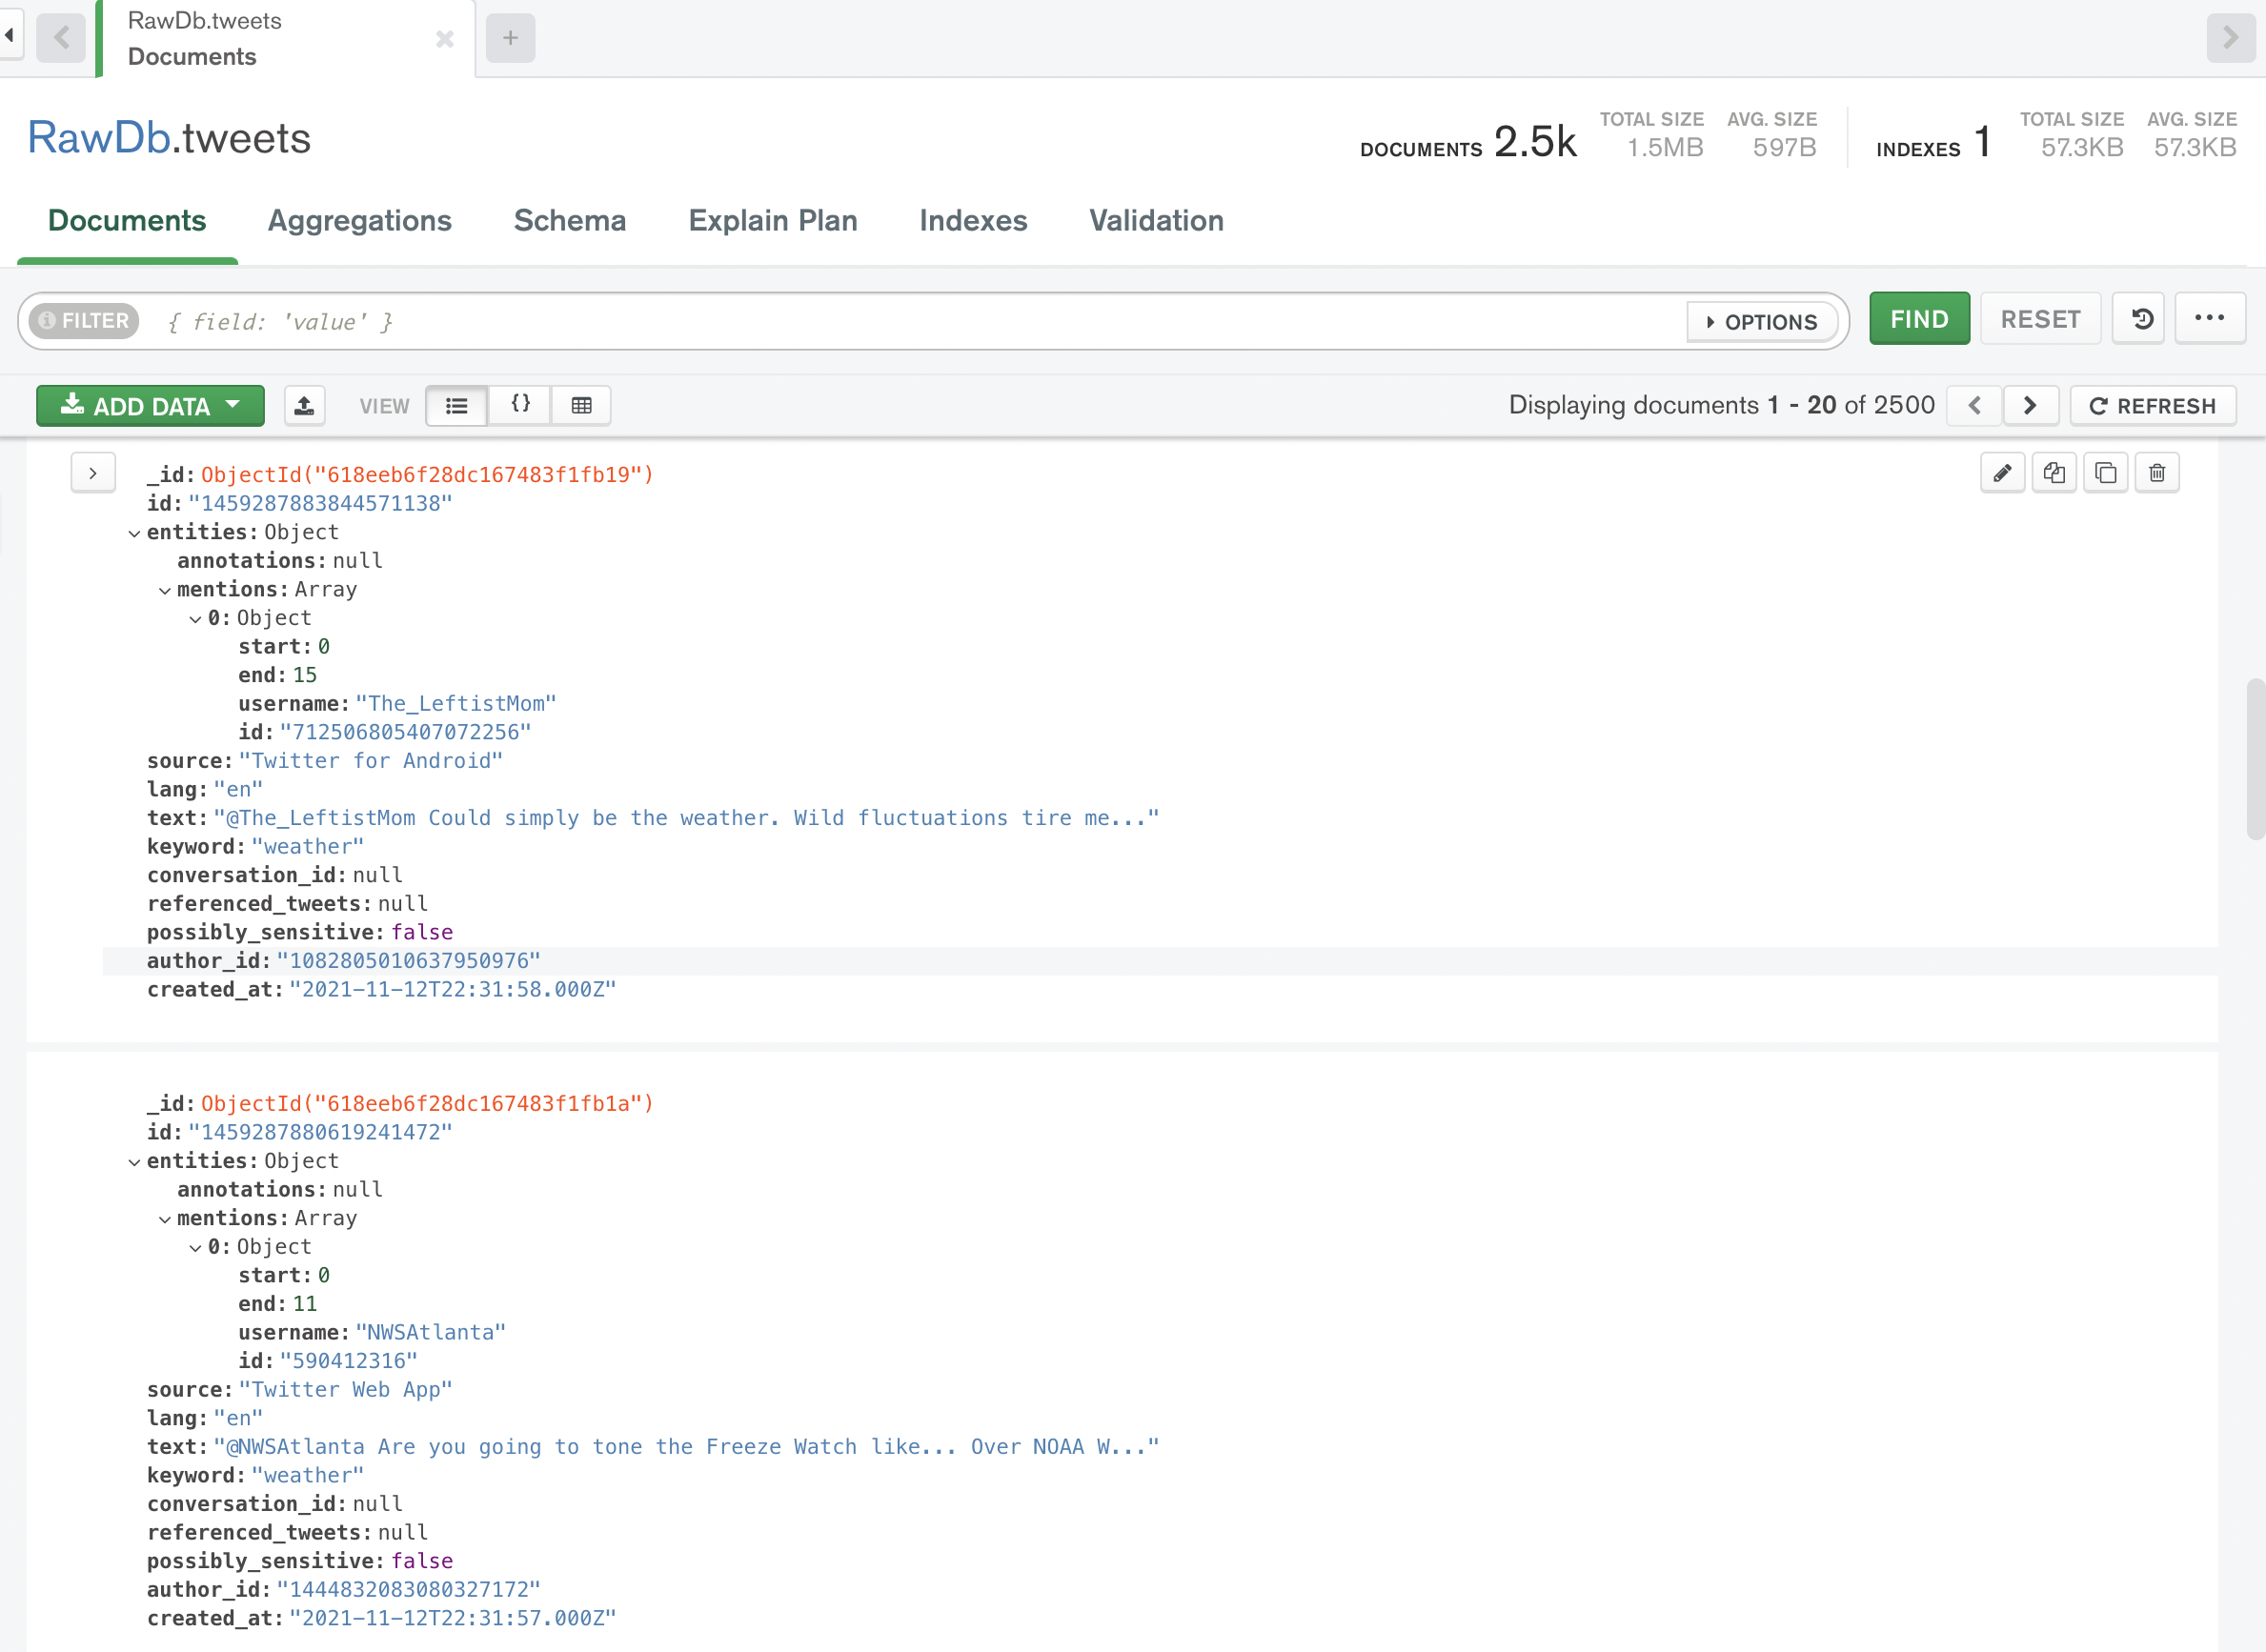 RawDb.tweets
Documents
RawDb.tweets
DOCUMENTS 2.5k TOTAL SIZE 1.5MB AVG. SIZE 597B INDEXES 1 TOTAL SIZE 57.3KB AVG. SIZE 57.3KB
Documents Aggregations Schema Explain Plan Indexes Validation
FILTER { field: 'value' } OPTIONS FIND RESET
ADD DATA VIEW Displaying documents 1 - 20 of 2500 REFRESH
_id: ObjectId("618eeb6f28dc167483f1fb19")
id: "1459287883844571138"
entities: Object
annotations: null
mentions: Array
0: Object
start: 0
end: 15
username: "The_LeftistMom"
id: "712506805407072256"
source: "Twitter for Android"
lang: "en"
text: "@The_LeftistMom Could simply be the weather. Wild fluctuations tire me..."
keyword: "weather"
conversation_id: null
referenced_tweets: null
possibly_sensitive: false
author_id: "1082805010637950976"
created_at: "2021-11-12T22:31:58.000Z"
_id: ObjectId("618eeb6f28dc167483f1fb1a")
id: "1459287880619241472"
entities: Object
annotations: null
mentions: Array
0: Object
start: 0
end: 11
username: "NWSAtlanta"
id: "590412316"
source: "Twitter Web App"
lang: "en"
text: "@NWSAtlanta Are you going to tone the Freeze Watch like... Over NOAA W..."
keyword: "weather"
conversation_id: null
referenced_tweets: null
possibly_sensitive: false
author_id: "1444832083080327172"
created_at: "2021-11-12T22:31:57.000Z"